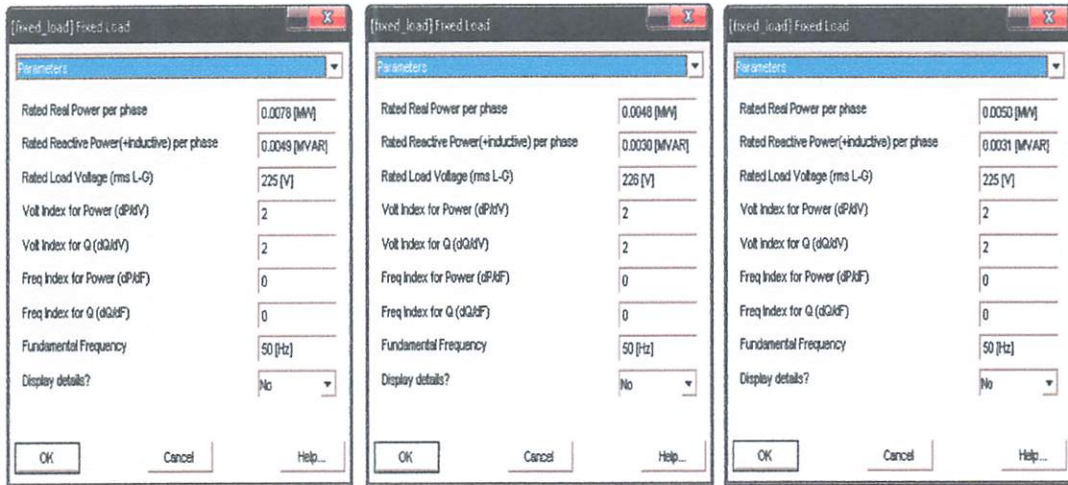 [fixed_load] Fixed Load
Parameters
Rated Real Power per phase 0.0078 [MW]
Rated Reactive Power(+inductive) per phase 0.0049 [MVAR]
Rated Load Voltage (rms L-G) 225 [V]
Volt Index for Power (dP/dV) 2
Volt Index for Q (dQ/dV) 2
Freq Index for Power (dP/dF) 0
Freq Index for Q (dQ/dF) 0
Fundamental Frequency 50 [Hz]
Display details? No
OK Cancel Help...
[fixed_load] Fixed Load
Parameters
Rated Real Power per phase 0.0048 [MW]
Rated Reactive Power(+inductive) per phase 0.0030 [MVAR]
Rated Load Voltage (rms L-G) 226 [V]
Volt Index for Power (dP/dV) 2
Volt Index for Q (dQ/dV) 2
Freq Index for Power (dP/dF) 0
Freq Index for Q (dQ/dF) 0
Fundamental Frequency 50 [Hz]
Display details? No
OK Cancel Help...
[fixed_load] Fixed Load
Parameters
Rated Real Power per phase 0.0050 [MW]
Rated Reactive Power(+inductive) per phase 0.0031 [MVAR]
Rated Load Voltage (rms L-G) 225 [V]
Volt Index for Power (dP/dV) 2
Volt Index for Q (dQ/dV) 2
Freq Index for Power (dP/dF) 0
Freq Index for Q (dQ/dF) 0
Fundamental Frequency 50 [Hz]
Display details? No
OK Cancel Help...